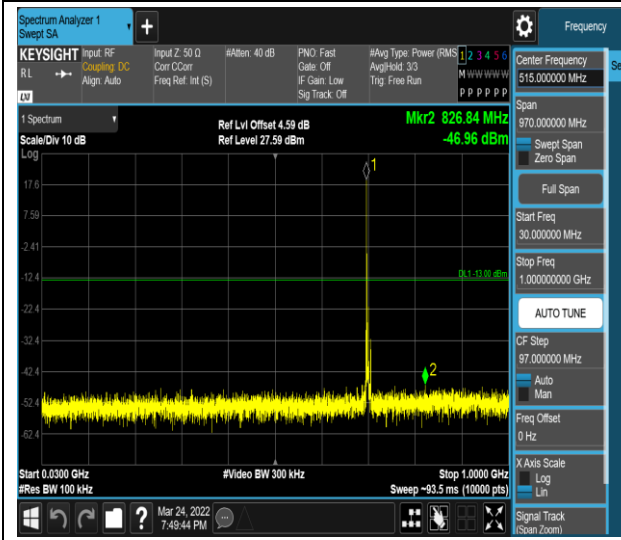 Spectrum Analyzer 1
Swept SA
Frequency
KEYSIGHT
RL
LXI
Input: RF
Coupling: DC
Align: Auto
Input Z: 50 Ω
Corr CCorr
Freq Ref: Int (S)
#Atten: 40 dB
PNO: Fast
Gate: Off
IF Gain: Low
Sig Track: Off
#Avg Type: Power (RMS
Avg|Hold: 3/3
Trig: Free Run
1 2 3 4 5 6
M W W W W W
P P P P P P
1 Spectrum
Scale/Div 10 dB
Log
Ref Lvl Offset 4.59 dB
Ref Level 27.59 dBm
Mkr2 826.84 MHz
-46.96 dBm
17.6
7.59
-2.41
-12.4
-22.4
-32.4
-42.4
-52.4
-62.4
1
DL1 -13.00 dBm
2
Start 0.0300 GHz
#Res BW 100 kHz
#Video BW 300 kHz
Stop 1.0000 GHz
Sweep ~93.5 ms (10000 pts)
?
Mar 24, 2022
7:49:44 PM
Center Frequency
515.000000 MHz
Se
Span
970.000000 MHz
Swept Span
Zero Span
Full Span
Start Freq
30.000000 MHz
Stop Freq
1.000000000 GHz
AUTO TUNE
CF Step
97.000000 MHz
Auto
Man
Freq Offset
0 Hz
X Axis Scale
Log
Lin
Signal Track
(Span Zoom)